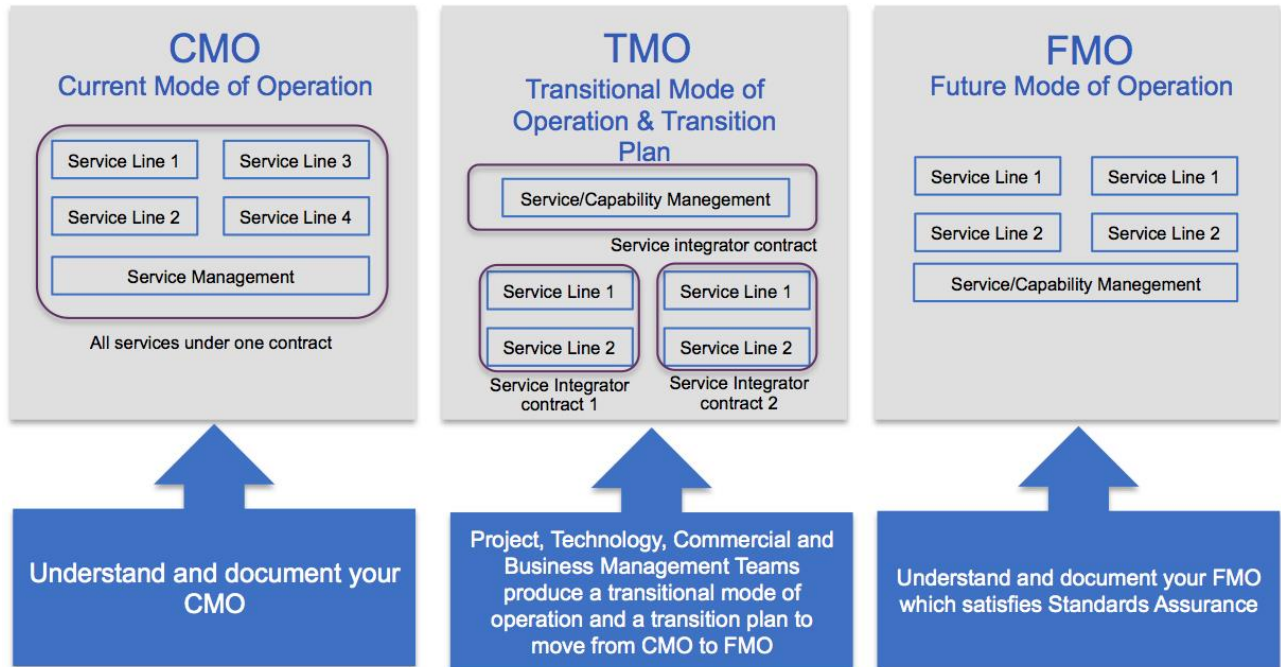 CMO
Current Mode of Operation
Service Line 1
Service Line 3
Service Line 2
Service Line 4
Service Management
All services under one contract
TMO
Transitional Mode of
Operation & Transition
Plan
Service/Capability Manegement
Service integrator contract
Service Line 1
Service Line 1
Service Line 2
Service Line 2
Service Integrator
contract 1
Service Integrator
contract 2
FMO
Future Mode of Operation
Service Line 1
Service Line 1
Service Line 2
Service Line 2
Service/Capability Manegement
Understand and document your
CMO
Project, Technology, Commercial and
Business Management Teams
produce a transitional mode of
operation and a transition plan to
move from CMO to FMO
Understand and document your FMO
which satisfies Standards Assurance